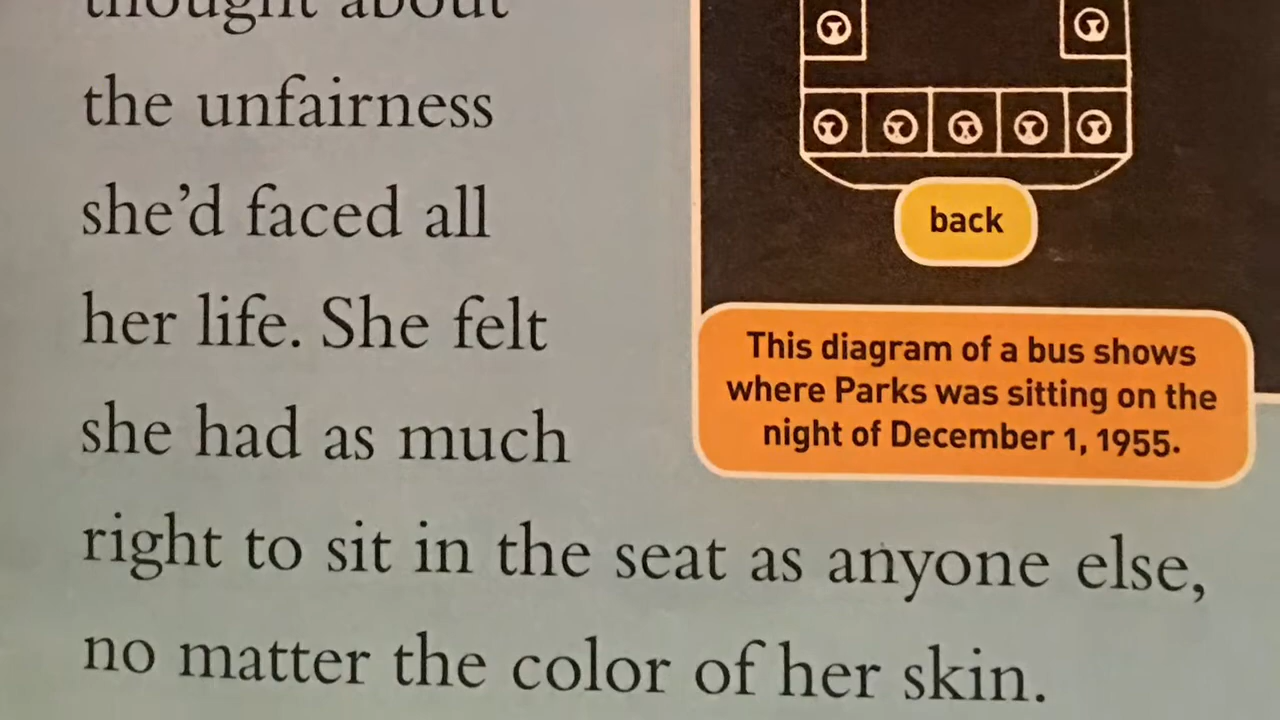 thought about
the unfairness
she'd faced all
her life. She felt
she had as much
right to sit in the seat as anyone else,
no matter the color of her skin.
back
This diagram of a bus shows
where Parks was sitting on the
night of December 1, 1955.